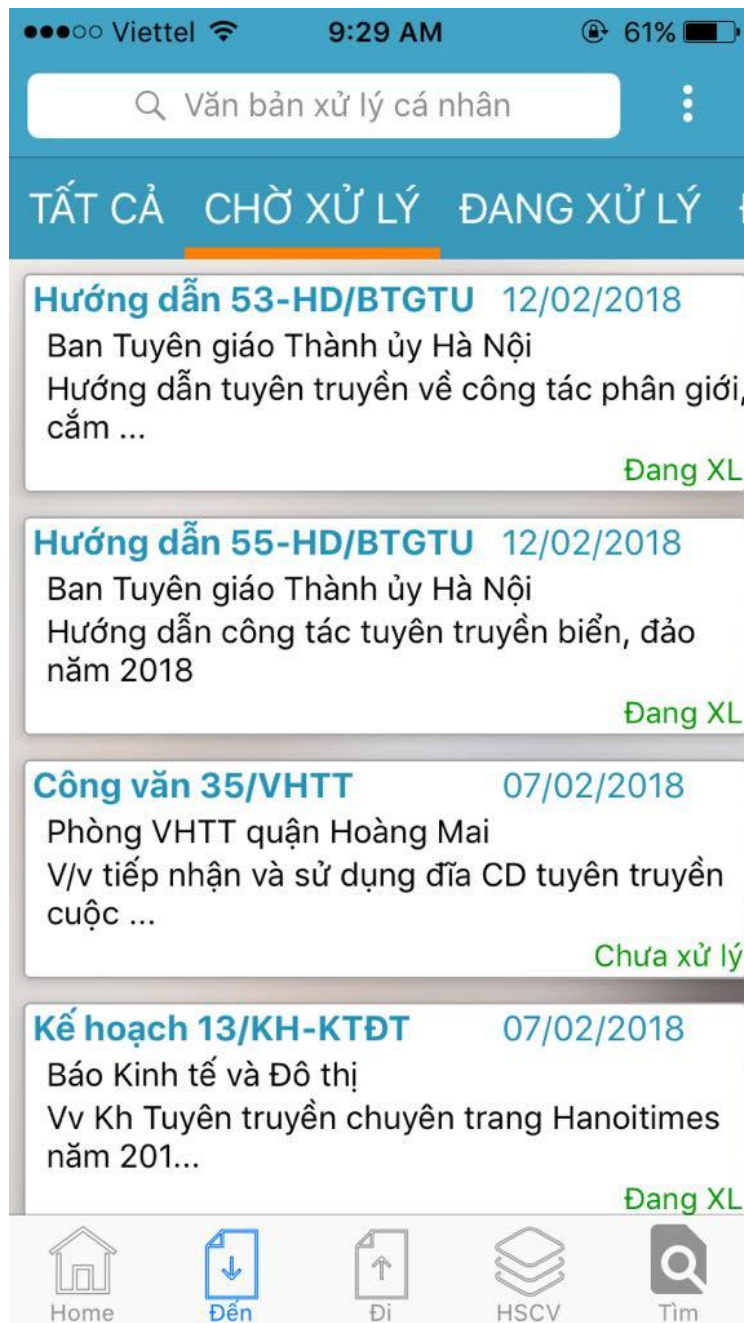 Viettel 9:29 AM 61%
Văn bản xử lý cá nhân
TẤT CẢ CHỜ XỬ LÝ ĐANG XỬ LÝ
Hướng dẫn 53-HD/BTGTU 12/02/2018
Ban Tuyên giáo Thành ủy Hà Nội
Hướng dẫn tuyên truyền về công tác phân giới,
cắm ...
Đang XL
Hướng dẫn 55-HD/BTGTU 12/02/2018
Ban Tuyên giáo Thành ủy Hà Nội
Hướng dẫn công tác tuyên truyền biển, đảo
năm 2018
Đang XL
Công văn 35/VHTT 07/02/2018
Phòng VHTT quận Hoàng Mai
V/v tiếp nhận và sử dụng đĩa CD tuyên truyền
cuộc ...
Chưa xử lý
Kế hoạch 13/KH-KTĐT 07/02/2018
Báo Kinh tế và Đô thị
Vv Kh Tuyên truyền chuyên trang Hanoitimes
năm 201...
Đang XL
Home Đến Đi HSCV Tìm